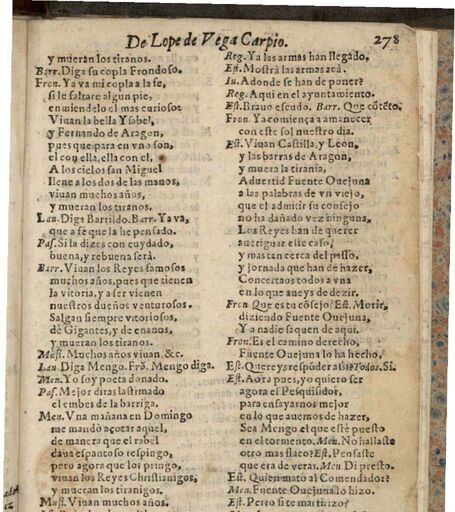 De Lope de Vega Carpio. 278
y mueran los tiranos.
Barr. Diga su copla Frondoso.
Fron. Ya va mi copla a la fe,
si le faltare algun pie,
enmiendelo el mas curioso:
Viuan la bella Ysabel,
y Fernando de Aragon,
pues que para en vno son,
el con ella, ella con el,
A los cielos san Miguel
lleue a los dos de las manos,
viuan muchos años,
y mueran los tiranos.
Lau. Diga Bartildo. Barr. Ya va,
que a fè que la he pensado.
Pas. Si la dizes con cuydado,
buena, y rebuena serà.
Barr. Viuan los Reyes famosos
muchos años, pues que tienen
la vitoria, y a ser vienen
nuestros dueños venturosos.
Salgan siempre vitoriosos,
dê Gigantes, y de enanos,
y mueran los tiranos.
Musi. Muchos años viuan. &c.
Lau. Diga Mengo. Frõ. Mengo diga.
Men. Yo soy poeta donado.
Pas. Mejor diras lastimado
el embes de la barriga.
Men. Vna mañana en Domingo
me mandò açotar aquel,
de manera que el rabel
daua espantoso respingo,
pero agora que los pringo,
viuan los Reyes Christianigos,
y mueran los tiranigos.
Musi. Viuan muchos años.
Reg. Ya las armas han llegado.
Est. Mostrà las armas acà.
Iu. Adonde se han de poner?
Reg. Aqui en el ayuntamiento.
Est. Brauo escudo. Barr. Que cõtẽto.
Fron. Ya comiença a amanecer
con este sol nuestro dia.
Est. Viuan Castilla, y Leon,
y las barras de Aragon,
y muera la tirania,
Aduertid Fuente Ouejuna
a las palabras de vn viejo,
que el admitir su consejo
no ha dañado vez ninguna,
Los Reyes han de querer
aueriguar este caso,
y mas tan cerca del passo,
y jornada que han de hazer,
Concertaos todos a vna
en lo que aueys de dezir.
Fron. Que es tu cõsejo? Est. Morir,
diziendo Fuente Ouejuna,
Y a nadie saquen de aqui.
Fron. Es el camino derecho,
Fuente Ouejuna lo ha hecho,
Est. Quereys respõder assi? Todos. Si.
Est. Aora pues, yo quiero ser
agora el Pesquisidor,
para ensayarnos mejor
en lo que auemos de hazer,
Sea Mengo el que estè puesto
en el tormento. Men. No hallaste
otro mas flaco? Est. Pensaste
que era de veras. Men. Di presto.
Est. Quien mato al Comendador?
Men. Fuente Ouejuna lo hizo.
Est. Perro si te martirizo?